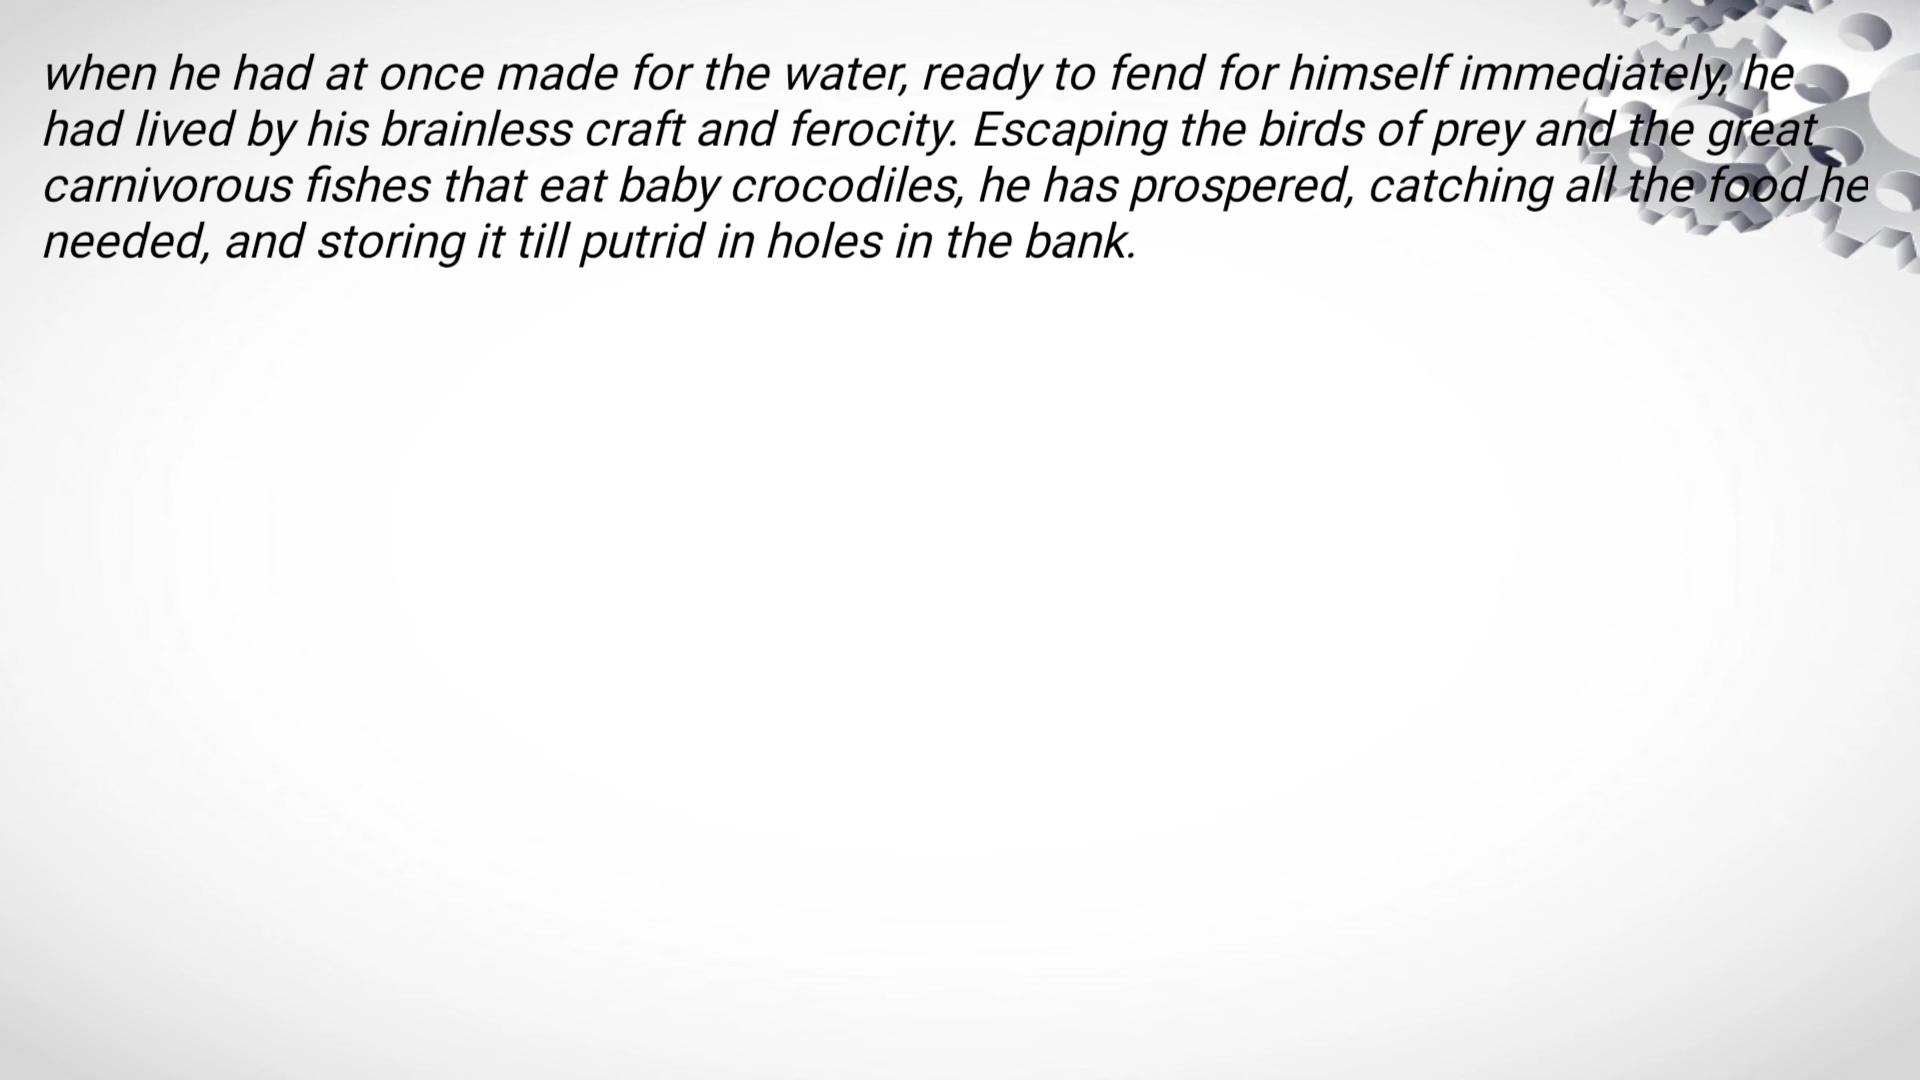 when he had at once made for the water, ready to fend for himself immediately, he
had lived by his brainless craft and ferocity. Escaping the birds of prey and the great
carnivorous fishes that eat baby crocodiles, he has prospered, catching all the food he
needed, and storing it till putrid in holes in the bank.